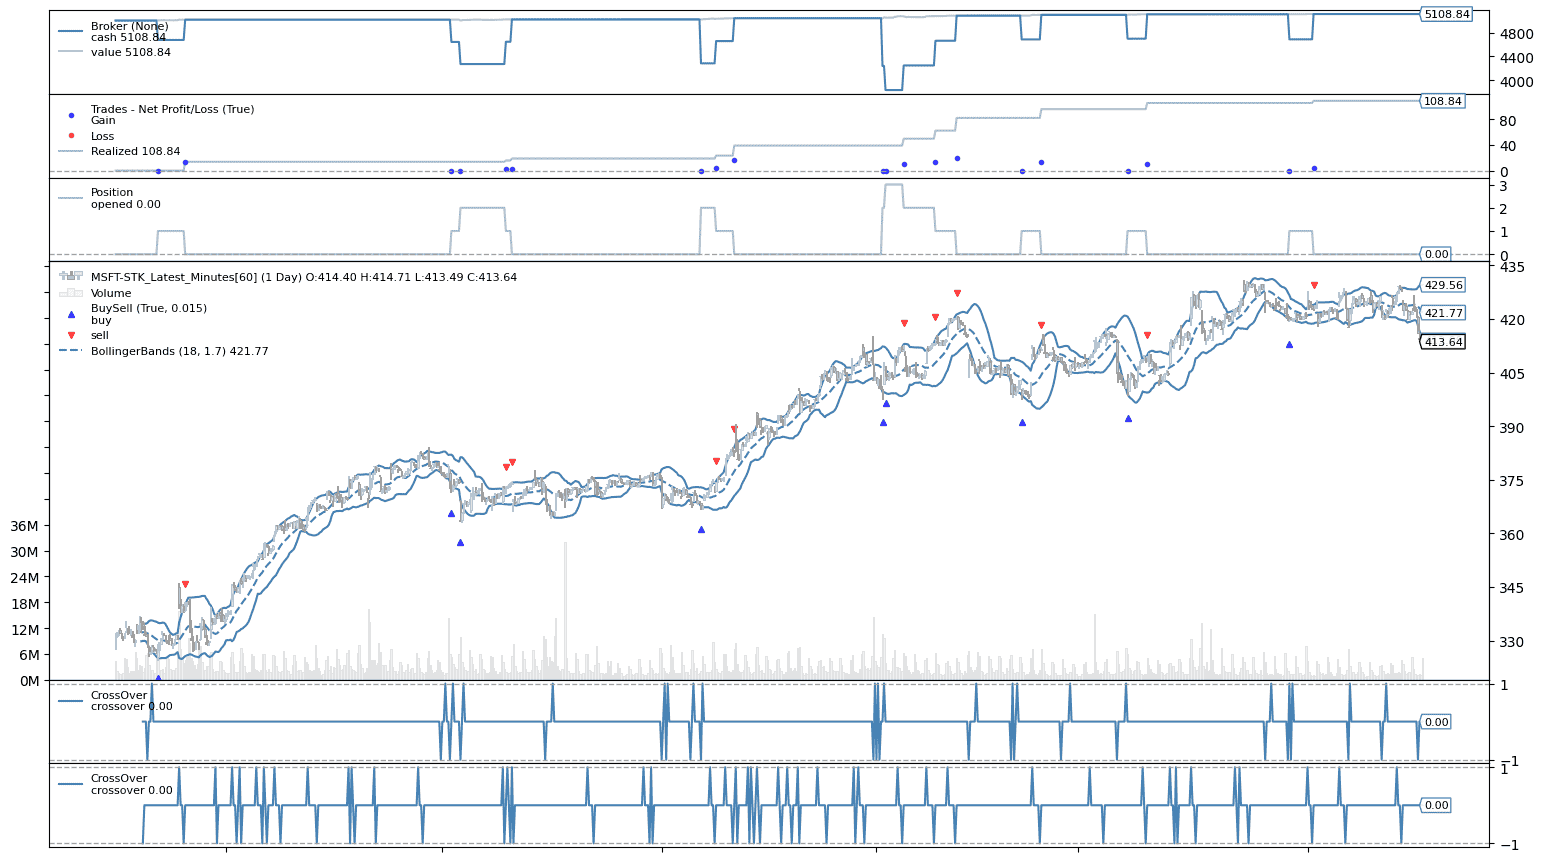 Broker (None)
cash 5108.84
value 5108.84
5108.84
4800
4400
4000
Trades - Net Profit/Loss (True)
Gain
Loss
Realized 108.84
108.84
80
40
0
Position
opened 0.00
3
2
1
0
0.00
MSFT-STK_Latest_Minutes[60] (1 Day) O:414.40 H:414.71 L:413.49 C:413.64
Volume
BuySell (True, 0.015)
buy
sell
BollingerBands (18, 1.7) 421.77
429.56
421.77
413.64
435
420
405
390
375
360
345
330
36M
30M
24M
18M
12M
6M
0M
CrossOver
crossover 0.00
1
0.00
−1
CrossOver
crossover 0.00
1
0.00
−1